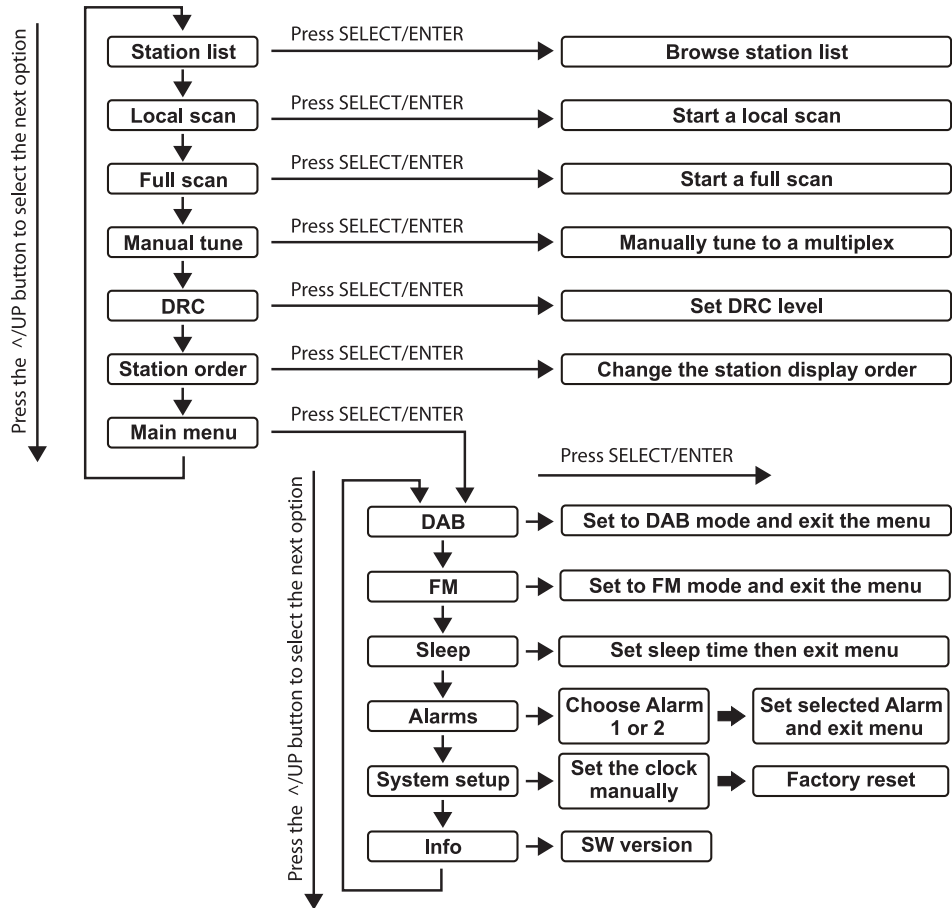 Press the ^/UP button to select the next option
Station list
Press SELECT/ENTER
Browse station list
Local scan
Press SELECT/ENTER
Start a local scan
Full scan
Press SELECT/ENTER
Start a full scan
Manual tune
Press SELECT/ENTER
Manually tune to a multiplex
DRC
Press SELECT/ENTER
Set DRC level
Station order
Press SELECT/ENTER
Change the station display order
Main menu
Press SELECT/ENTER
Press SELECT/ENTER
Press the ^/UP button to select the next option
DAB
Set to DAB mode and exit the menu
FM
Set to FM mode and exit the menu
Sleep
Set sleep time then exit menu
Alarms
Choose Alarm
1 or 2
Set selected Alarm
and exit menu
System setup
Set the clock
manually
Factory reset
Info
SW version